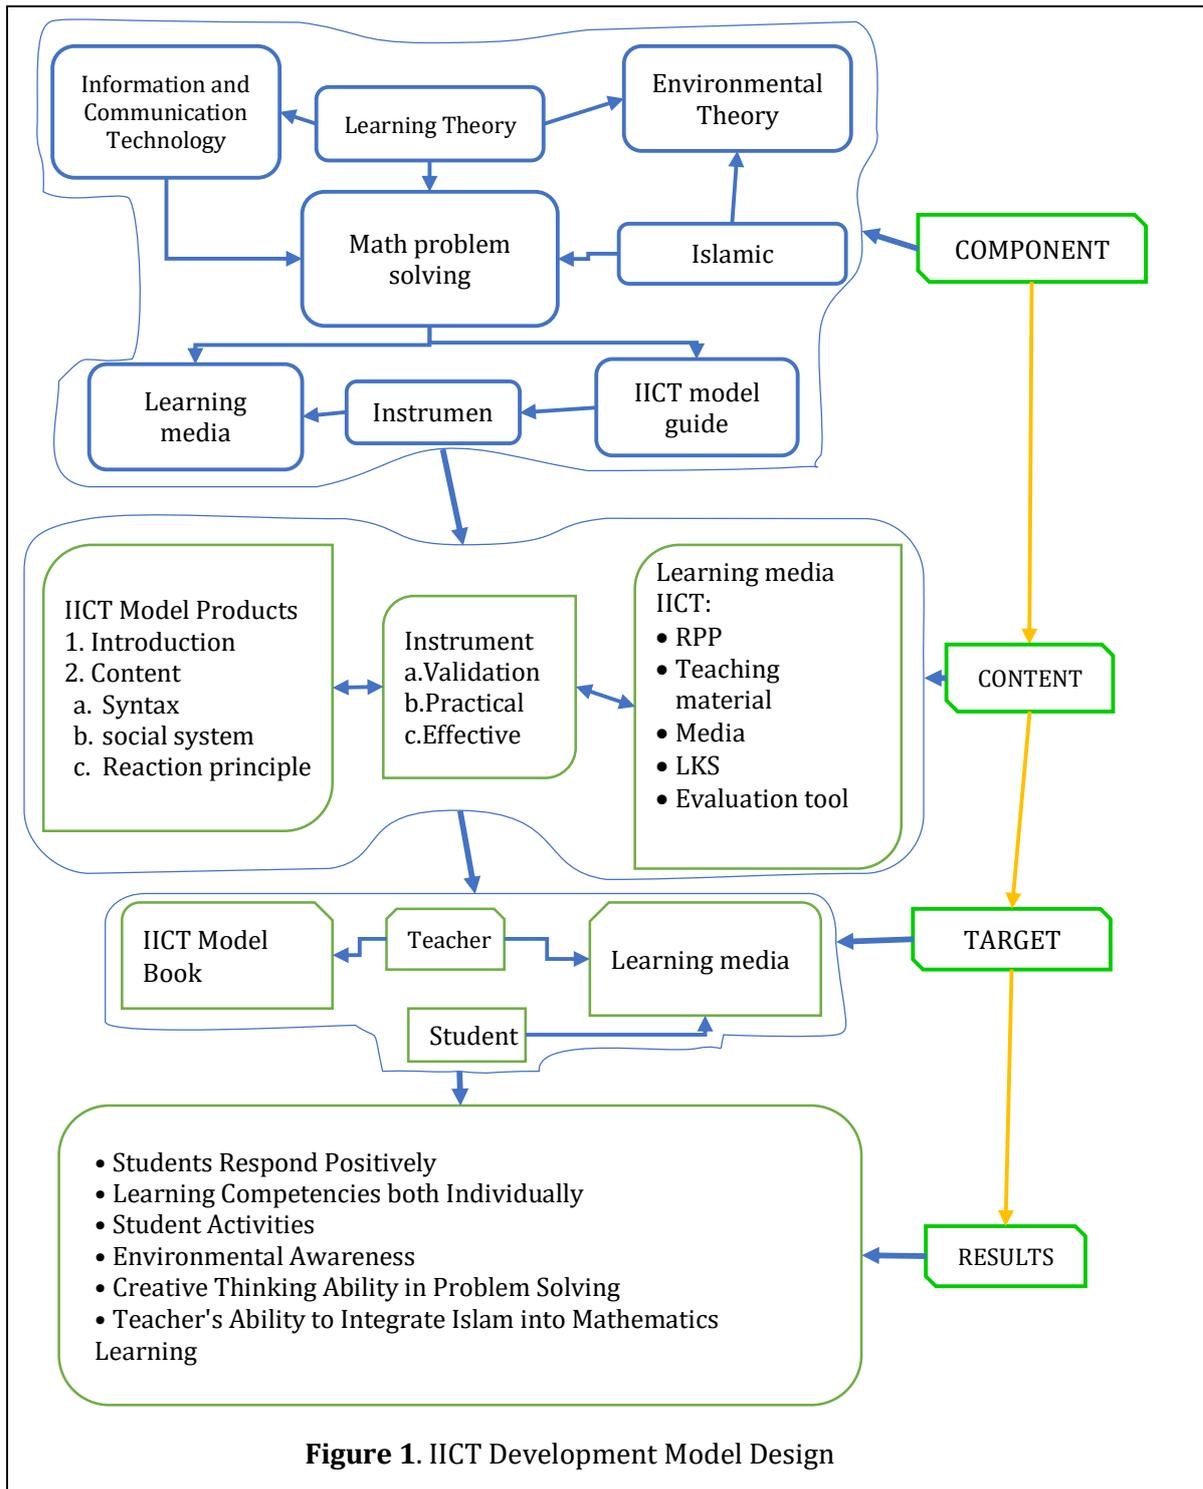 Information and
Communication
Technology
Learning Theory
Environmental
Theory
Math problem
solving
Islamic
COMPONENT
Learning
media
Instrumen
IICT model
guide
IICT Model Products
1. Introduction
2. Content
a. Syntax
b. social system
c. Reaction principle
Instrument
a.Validation
b.Practical
c.Effective
Learning media
IICT:
• RPP
• Teaching
material
• Media
• LKS
• Evaluation tool
CONTENT
IICT Model
Book
Teacher
Learning media
Student
TARGET
• Students Respond Positively
• Learning Competencies both Individually
• Student Activities
• Environmental Awareness
• Creative Thinking Ability in Problem Solving
• Teacher's Ability to Integrate Islam into Mathematics
Learning
RESULTS
Figure 1. IICT Development Model Design